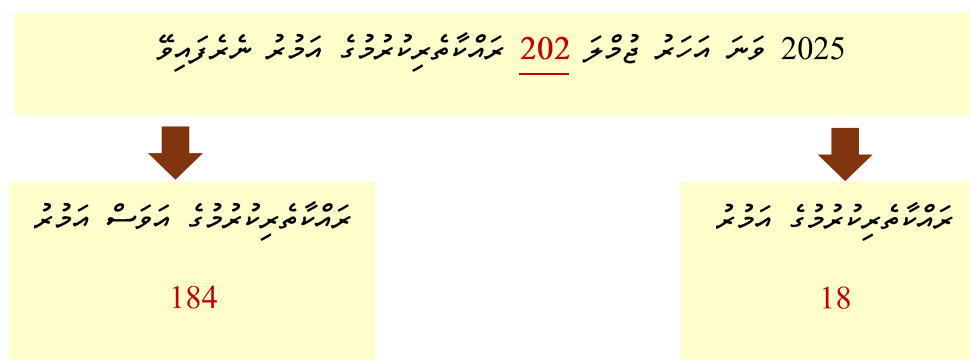 2025 ވަނަ އަހަރު ޖުމްލަ 202 ރައްކާތެރިކުރުމުގެ އަމުރު ނެރެފައިވޭ
ރައްކާތެރިކުރުމުގެ އަމުރު
18
ރައްކާތެރިކުރުމުގެ އަވަސް އަމުރު
184